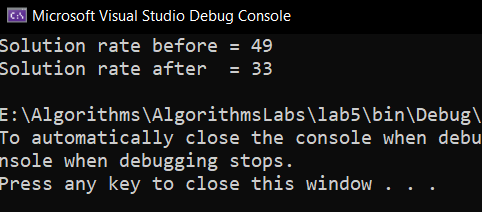 Microsoft Visual Studio Debug Console
Solution rate before = 49
Solution rate after  = 33
E:\Algorithms\AlgorithmsLabs\lab5\bin\Debug\
To automatically close the console when debu
nsole when debugging stops.
Press any key to close this window . . .